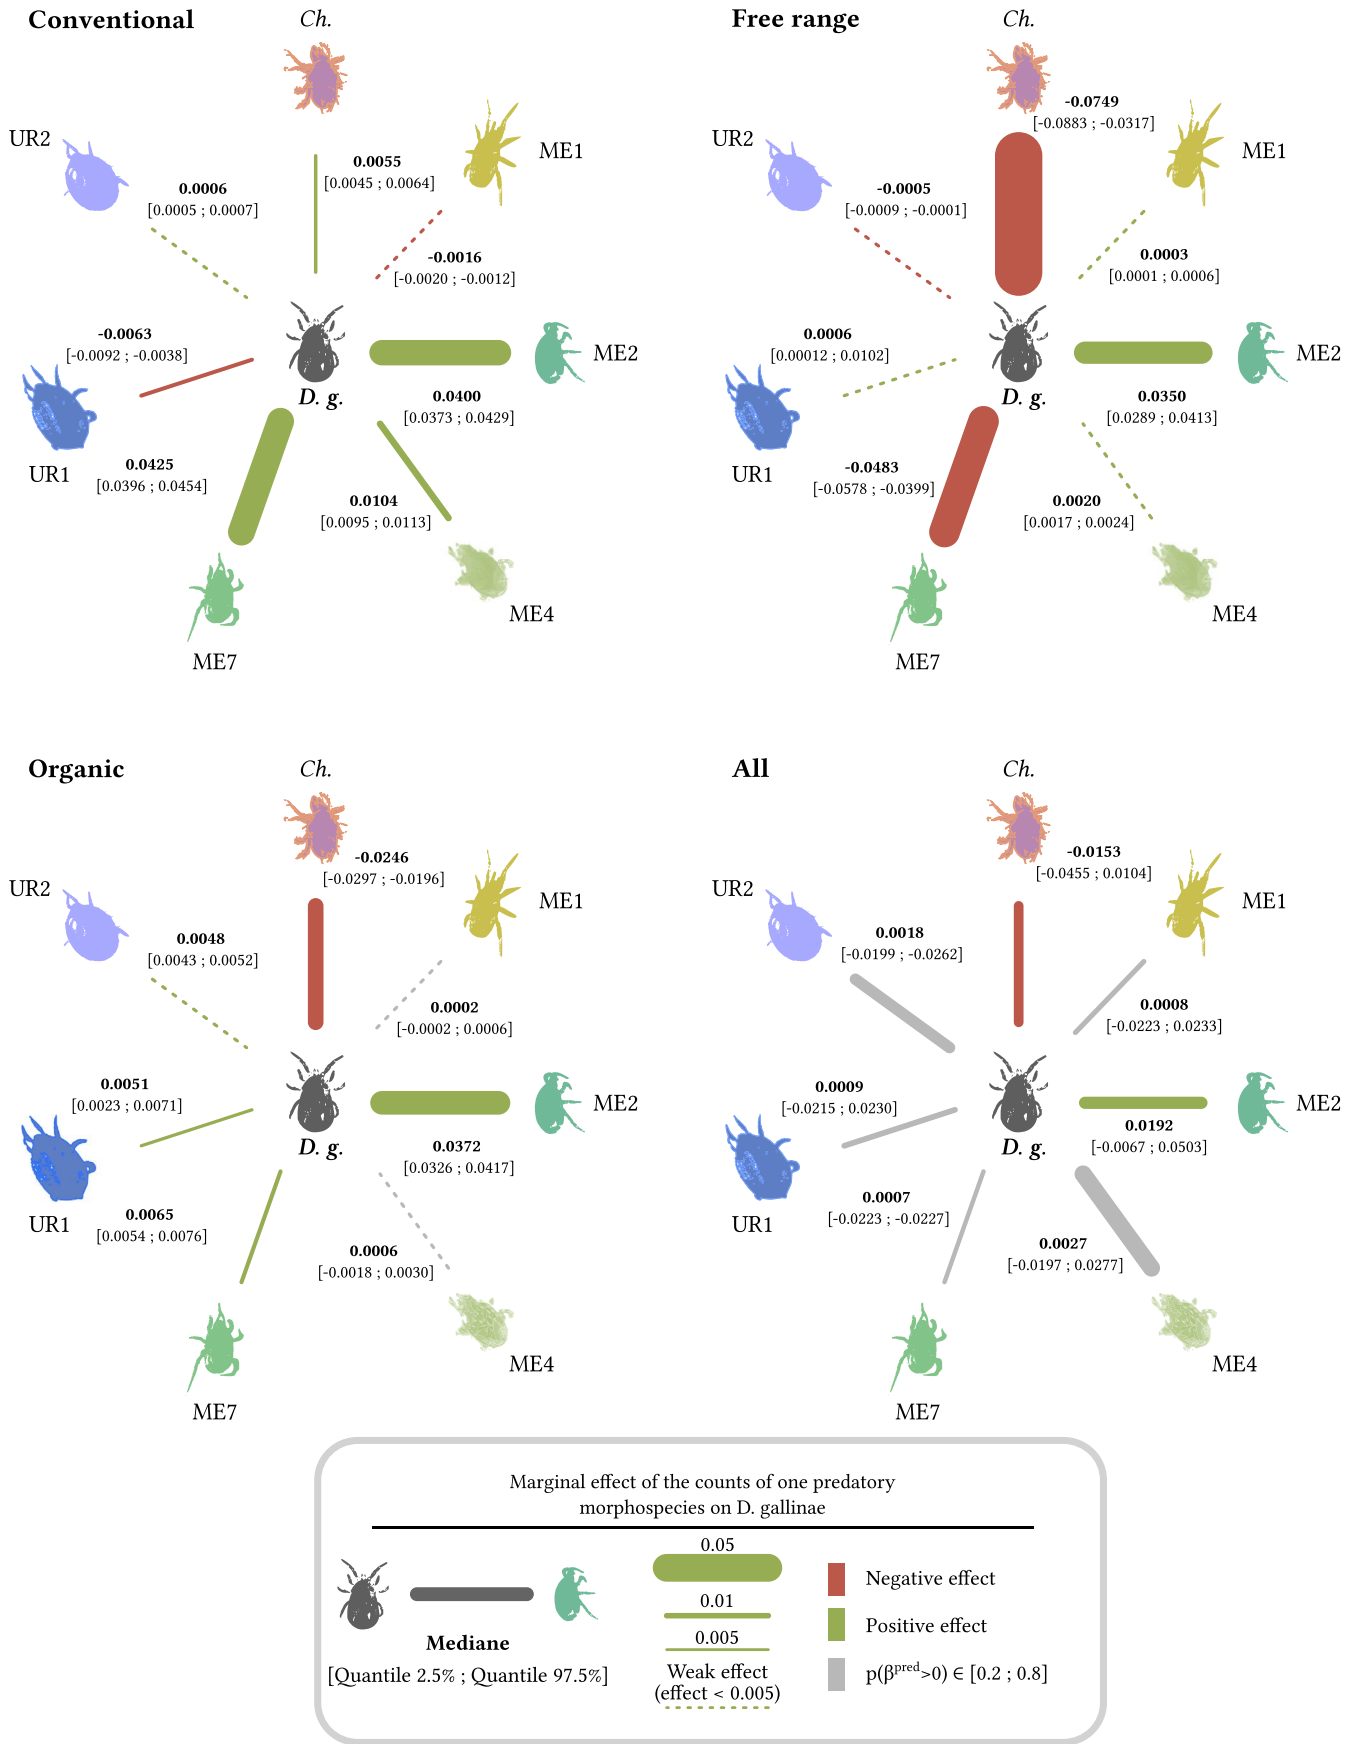 Conventional
Ch.
UR2
ME1
0.0055
[0.0045 ; 0.0064]
0.0006
[0.0005 ; 0.0007]
-0.0016
[-0.0020 ; -0.0012]
-0.0063
[-0.0092 ; -0.0038]
ME2
D. g.
0.0400
[0.0373 ; 0.0429]
UR1
0.0425
[0.0396 ; 0.0454]
0.0104
[0.0095 ; 0.0113]
ME4
ME7
Free range
Ch.
-0.0749
[-0.0883 ; -0.0317]
UR2
ME1
-0.0005
[-0.0009 ; -0.0001]
0.0003
[0.0001 ; 0.0006]
0.0006
[0.00012 ; 0.0102]
ME2
D. g.
0.0350
[0.0289 ; 0.0413]
UR1
-0.0483
[-0.0578 ; -0.0399]
0.0020
[0.0017 ; 0.0024]
ME4
ME7
Organic
Ch.
-0.0246
[-0.0297 ; -0.0196]
UR2
ME1
0.0048
[0.0043 ; 0.0052]
0.0002
[-0.0002 ; 0.0006]
0.0051
[0.0023 ; 0.0071]
ME2
D. g.
0.0372
[0.0326 ; 0.0417]
UR1
0.0065
[0.0054 ; 0.0076]
0.0006
[-0.0018 ; 0.0030]
ME4
ME7
All
Ch.
-0.0153
[-0.0455 ; 0.0104]
UR2
ME1
0.0018
[-0.0199 ; -0.0262]
0.0008
[-0.0223 ; 0.0233]
0.0009
[-0.0215 ; 0.0230]
ME2
0.0192
[-0.0067 ; 0.0503]
D. g.
UR1
0.0007
[-0.0223 ; -0.0227]
0.0027
[-0.0197 ; 0.0277]
ME4
ME7
Marginal effect of the counts of one predatory
morphospecies on D. gallinae
Mediane
[Quantile 2.5% ; Quantile 97.5%]
0.05
0.01
0.005
Weak effect
(effect < 0.005)
Negative effect
Positive effect
p(β^pred>0) ∈ [0.2 ; 0.8]